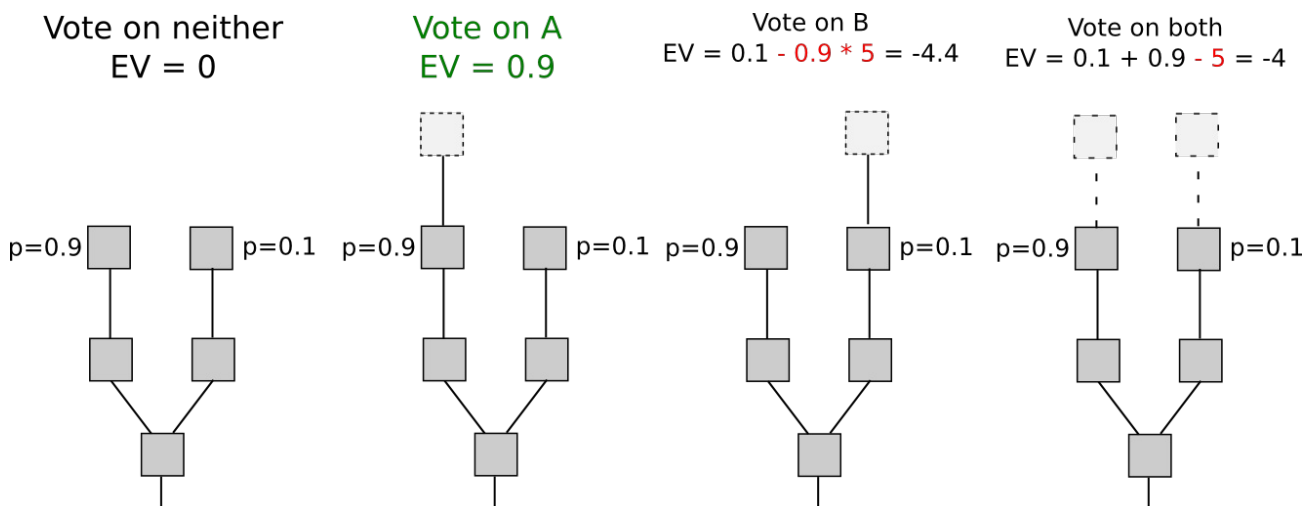 Vote on neither
EV = 0
Vote on A
EV = 0.9
Vote on B
EV = 0.1 - 0.9 * 5 = -4.4
Vote on both
EV = 0.1 + 0.9 - 5 = -4
p=0.9
p=0.1
p=0.9
p=0.1
p=0.9
p=0.1
p=0.9
p=0.1